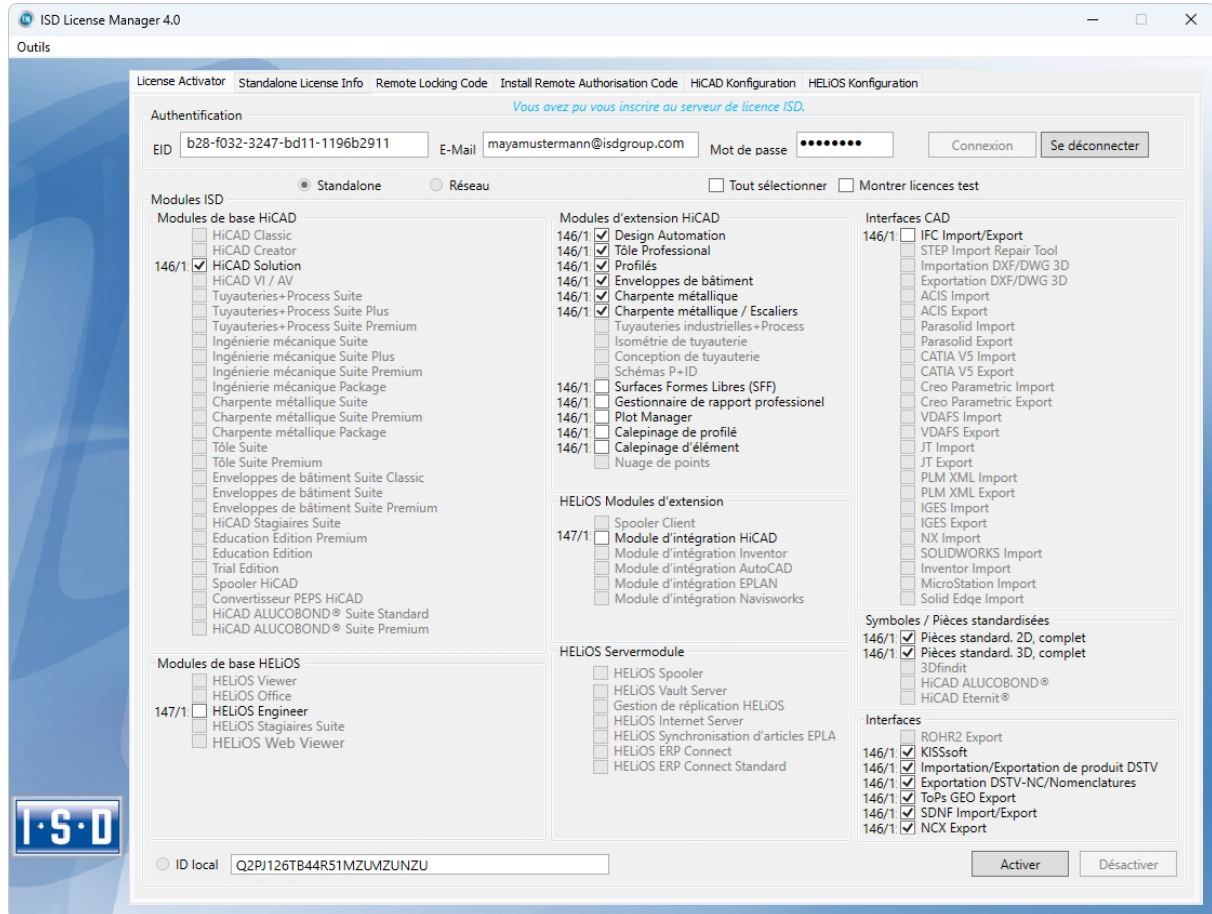 ISD License Manager 4.0
Outils
License Activator Standalone License Info Remote Locking Code Install Remote Authorisation Code HiCAD Konfiguration HELiOS Konfiguration
Vous avez pu vous inscrire au serveur de licence ISD.
Authentification
EID b28-f032-3247-bd11-1196b2911 E-Mail mayamustermann@isdgroup.com Mot de passe •••••••• Connexion Se déconnecter
Standalone Réseau Tout sélectionner Montrer licences test
Modules ISD
Modules de base HiCAD
HiCAD Classic
HiCAD Creator
146/1: HiCAD Solution
HiCAD VI / AV
Tuyauteries+Process Suite
Tuyauteries+Process Suite Plus
Tuyauteries+Process Suite Premium
Ingénierie mécanique Suite
Ingénierie mécanique Suite Plus
Ingénierie mécanique Suite Premium
Ingénierie mécanique Package
Charpente métallique Suite
Charpente métallique Suite Premium
Charpente métallique Package
Tôle Suite
Tôle Suite Premium
Enveloppes de bâtiment Suite Classic
Enveloppes de bâtiment Suite
Enveloppes de bâtiment Suite Premium
HiCAD Stagiaires Suite
Education Edition Premium
Education Edition
Trial Edition
Spooler HiCAD
Convertisseur PEPS HiCAD
HiCAD ALUCOBOND® Suite Standard
HiCAD ALUCOBOND® Suite Premium
Modules de base HELiOS
HELiOS Viewer
HELiOS Office
147/1: HELiOS Engineer
HELiOS Stagiaires Suite
HELiOS Web Viewer
Modules d'extension HiCAD
146/1: Design Automation
146/1: Tôle Professional
146/1: Profilés
146/1: Enveloppes de bâtiment
146/1: Charpente métallique
146/1: Charpente métallique / Escaliers
Tuyauteries industrielles+Process
Isométrie de tuyauterie
Conception de tuyauterie
Schémas P+ID
146/1: Surfaces Formes Libres (SFF)
146/1: Gestionnaire de rapport professionel
146/1: Plot Manager
146/1: Calepinage de profilé
146/1: Calepinage d'élément
Nuage de points
HELiOS Modules d'extension
Spooler Client
147/1: Module d'intégration HiCAD
Module d'intégration Inventor
Module d'intégration AutoCAD
Module d'intégration EPLAN
Module d'intégration Navisworks
HELiOS Servermodule
HELiOS Spooler
HELiOS Vault Server
Gestion de réplication HELiOS
HELiOS Internet Server
HELiOS Synchronisation d'articles EPLA
HELiOS ERP Connect
HELiOS ERP Connect Standard
Interfaces CAD
146/1: IFC Import/Export
STEP Import Repair Tool
Importation DXF/DWG 3D
Exportation DXF/DWG 3D
ACIS Import
ACIS Export
Parasolid Import
Parasolid Export
CATIA V5 Import
CATIA V5 Export
Creo Parametric Import
Creo Parametric Export
VDAFS Import
VDAFS Export
JT Import
JT Export
PLM XML Import
PLM XML Export
IGES Import
IGES Export
NX Import
SOLIDWORKS Import
Inventor Import
MicroStation Import
Solid Edge Import
Symboles / Pièces standardisées
146/1: Pièces standard. 2D, complet
146/1: Pièces standard. 3D, complet
3Dfindit
HiCAD ALUCOBOND®
HiCAD Eternit®
Interfaces
ROHR2 Export
146/1: KISSsoft
146/1: Importation/Exportation de produit DSTV
146/1: Exportation DSTV-NC/Nomenclatures
146/1: ToPs GEO Export
146/1: SDNF Import/Export
146/1: NCX Export
I·S·D
ID local Q2PJ126TB44R51MZUMZUNZU Activer Désactiver